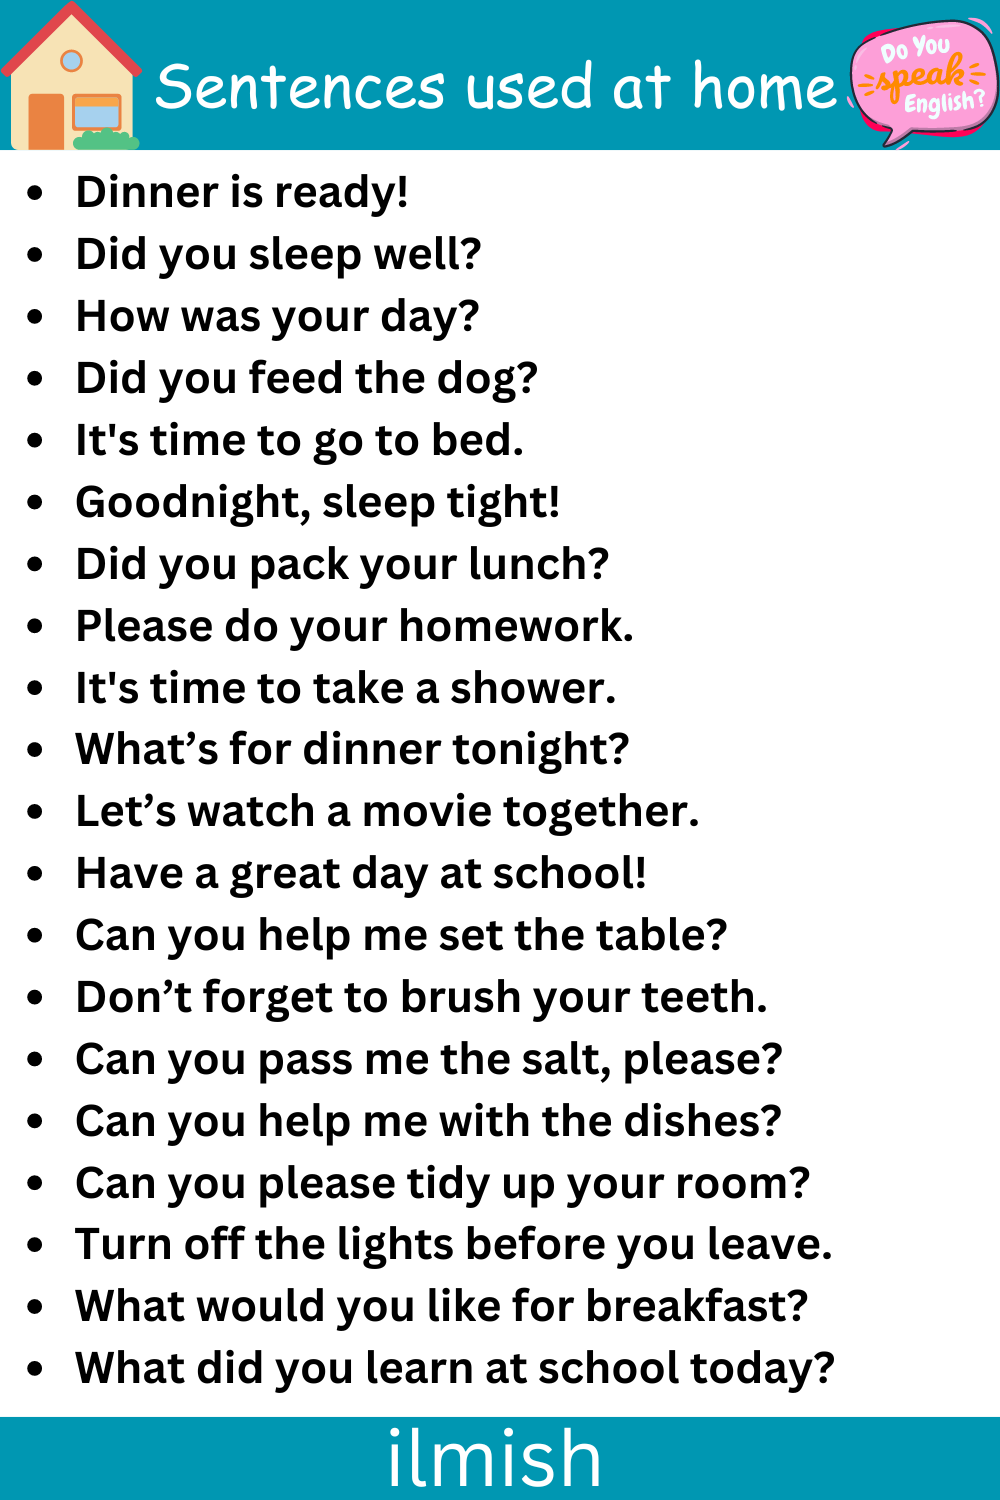 Sentences used at home
Do You
speak
English?
• Dinner is ready!
• Did you sleep well?
• How was your day?
• Did you feed the dog?
• It's time to go to bed.
• Goodnight, sleep tight!
• Did you pack your lunch?
• Please do your homework.
• It's time to take a shower.
• What’s for dinner tonight?
• Let’s watch a movie together.
• Have a great day at school!
• Can you help me set the table?
• Don’t forget to brush your teeth.
• Can you pass me the salt, please?
• Can you help me with the dishes?
• Can you please tidy up your room?
• Turn off the lights before you leave.
• What would you like for breakfast?
• What did you learn at school today?
ilmish